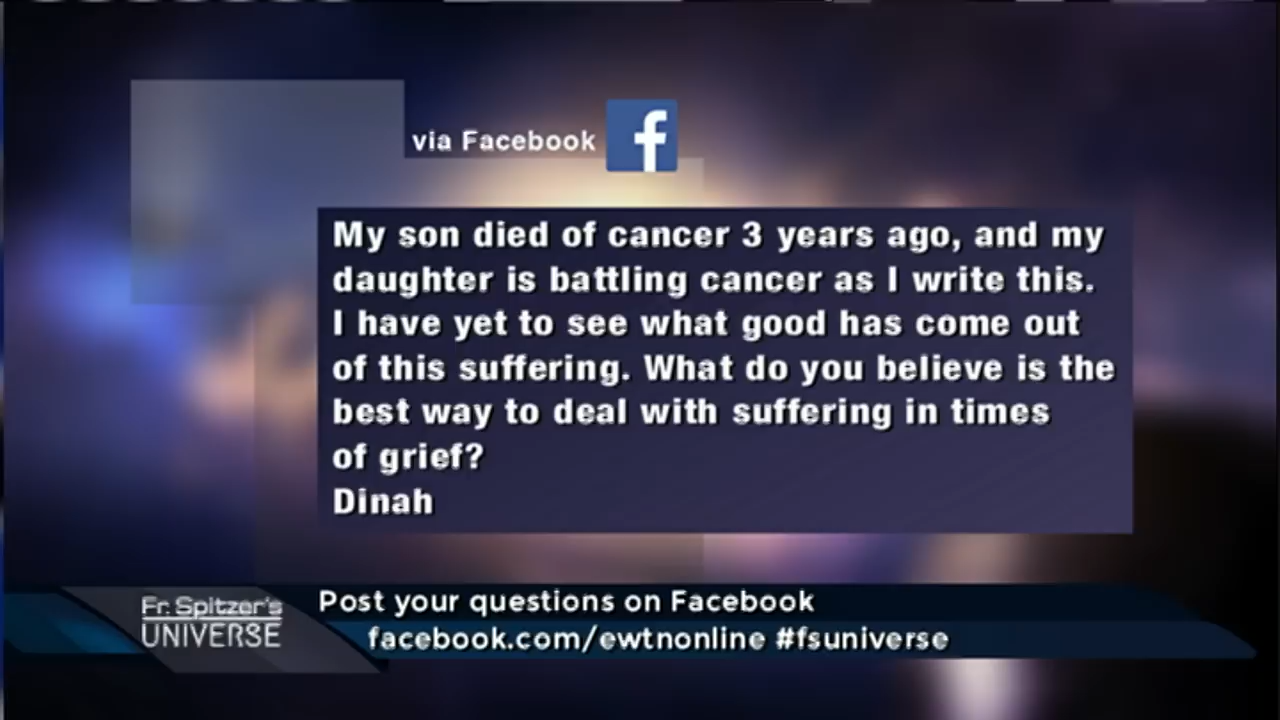 via Facebook
My son died of cancer 3 years ago, and my
daughter is battling cancer as I write this.
I have yet to see what good has come out
of this suffering. What do you believe is the
best way to deal with suffering in times
of grief?
Dinah
Fr. Spitzer's
UNIVERSE
Post your questions on Facebook
facebook.com/ewtnonline #fsuniverse